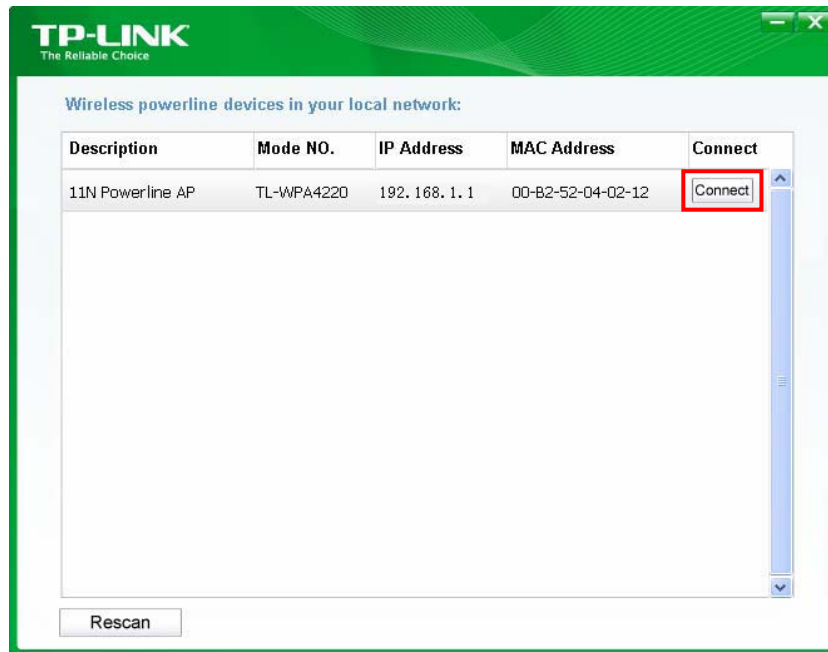 TP-LINK
The Reliable Choice
Wireless powerline devices in your local network:
Description Mode NO. IP Address MAC Address Connect
11N Powerline AP TL-WPA4220 192.168.1.1 00-B2-52-04-02-12 Connect
Rescan